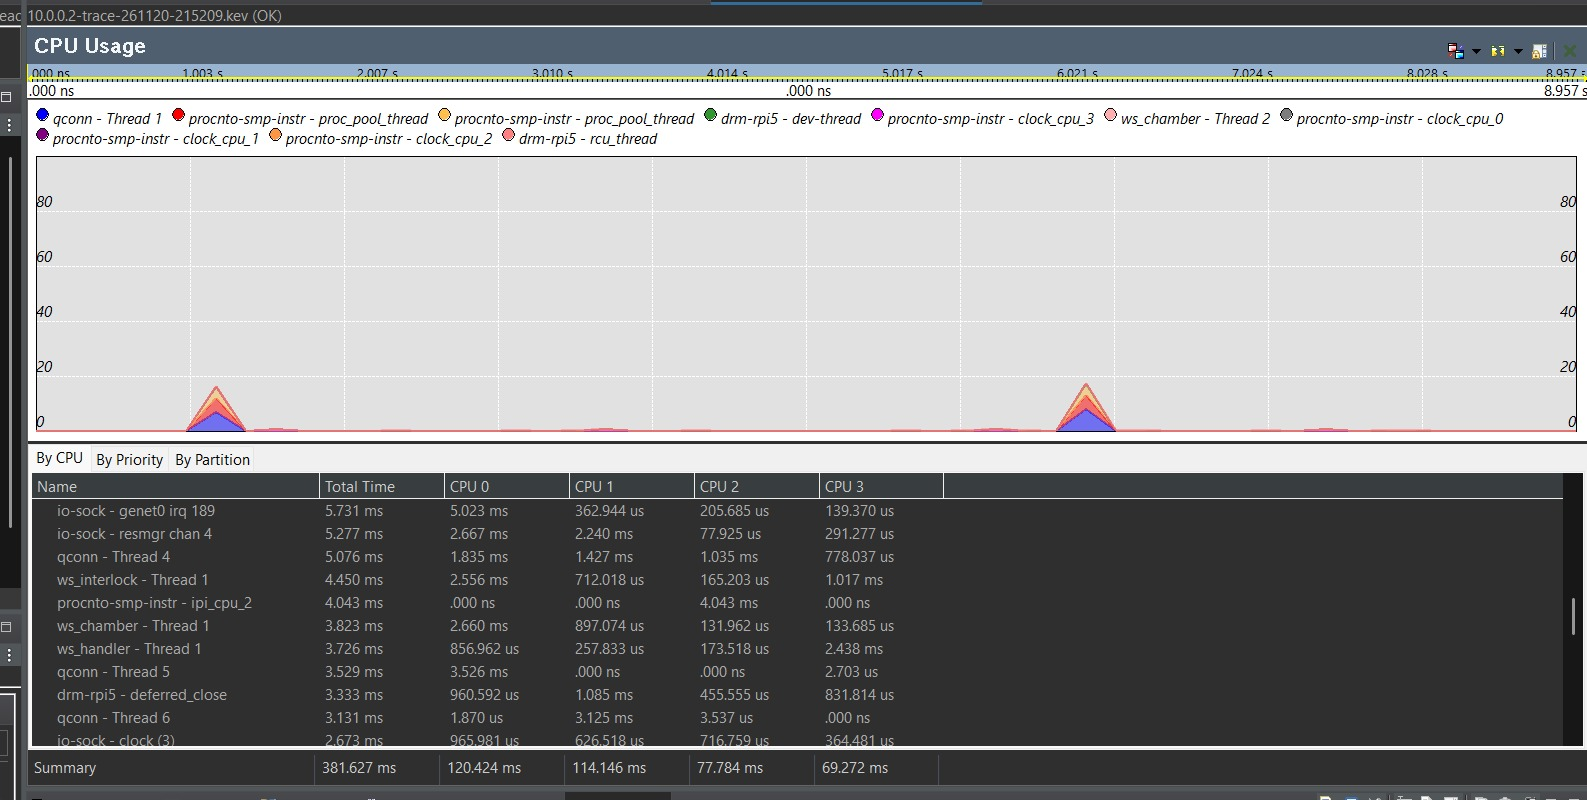 ead 10.0.0.2-trace-261120-215209.kev (OK)
CPU Usage
.000 ns 1.003 s 2.007 s 3.010 s 4.014 s 5.017 s 6.021 s 7.024 s 8.028 s 8.957 s
.000 ns .000 ns 8.957 s
qconn - Thread 1 procnto-smp-instr - proc_pool_thread procnto-smp-instr - proc_pool_thread drm-rpi5 - dev-thread procnto-smp-instr - clock_cpu_3 ws_chamber - Thread 2 procnto-smp-instr - clock_cpu_0
procnto-smp-instr - clock_cpu_1 procnto-smp-instr - clock_cpu_2 drm-rpi5 - rcu_thread
80 80
60 60
40 40
20 20
0 0
By CPU By Priority By Partition
Name Total Time CPU 0 CPU 1 CPU 2 CPU 3
io-sock - genet0 irq 189 5.731 ms 5.023 ms 362.944 us 205.685 us 139.370 us
io-sock - resmgr chan 4 5.277 ms 2.667 ms 2.240 ms 77.925 us 291.277 us
qconn - Thread 4 5.076 ms 1.835 ms 1.427 ms 1.035 ms 778.037 us
ws_interlock - Thread 1 4.450 ms 2.556 ms 712.018 us 165.203 us 1.017 ms
procnto-smp-instr - ipi_cpu_2 4.043 ms .000 ns .000 ns 4.043 ms .000 ns
ws_chamber - Thread 1 3.823 ms 2.660 ms 897.074 us 131.962 us 133.685 us
ws_handler - Thread 1 3.726 ms 856.962 us 257.833 us 173.518 us 2.438 ms
qconn - Thread 5 3.529 ms 3.526 ms .000 ns .000 ns 2.703 us
drm-rpi5 - deferred_close 3.333 ms 960.592 us 1.085 ms 455.555 us 831.814 us
qconn - Thread 6 3.131 ms 1.870 us 3.125 ms 3.537 us .000 ns
io-sock - clock (3) 2.673 ms 965.981 us 626.518 us 716.759 us 364.481 us
Summary 381.627 ms 120.424 ms 114.146 ms 77.784 ms 69.272 ms